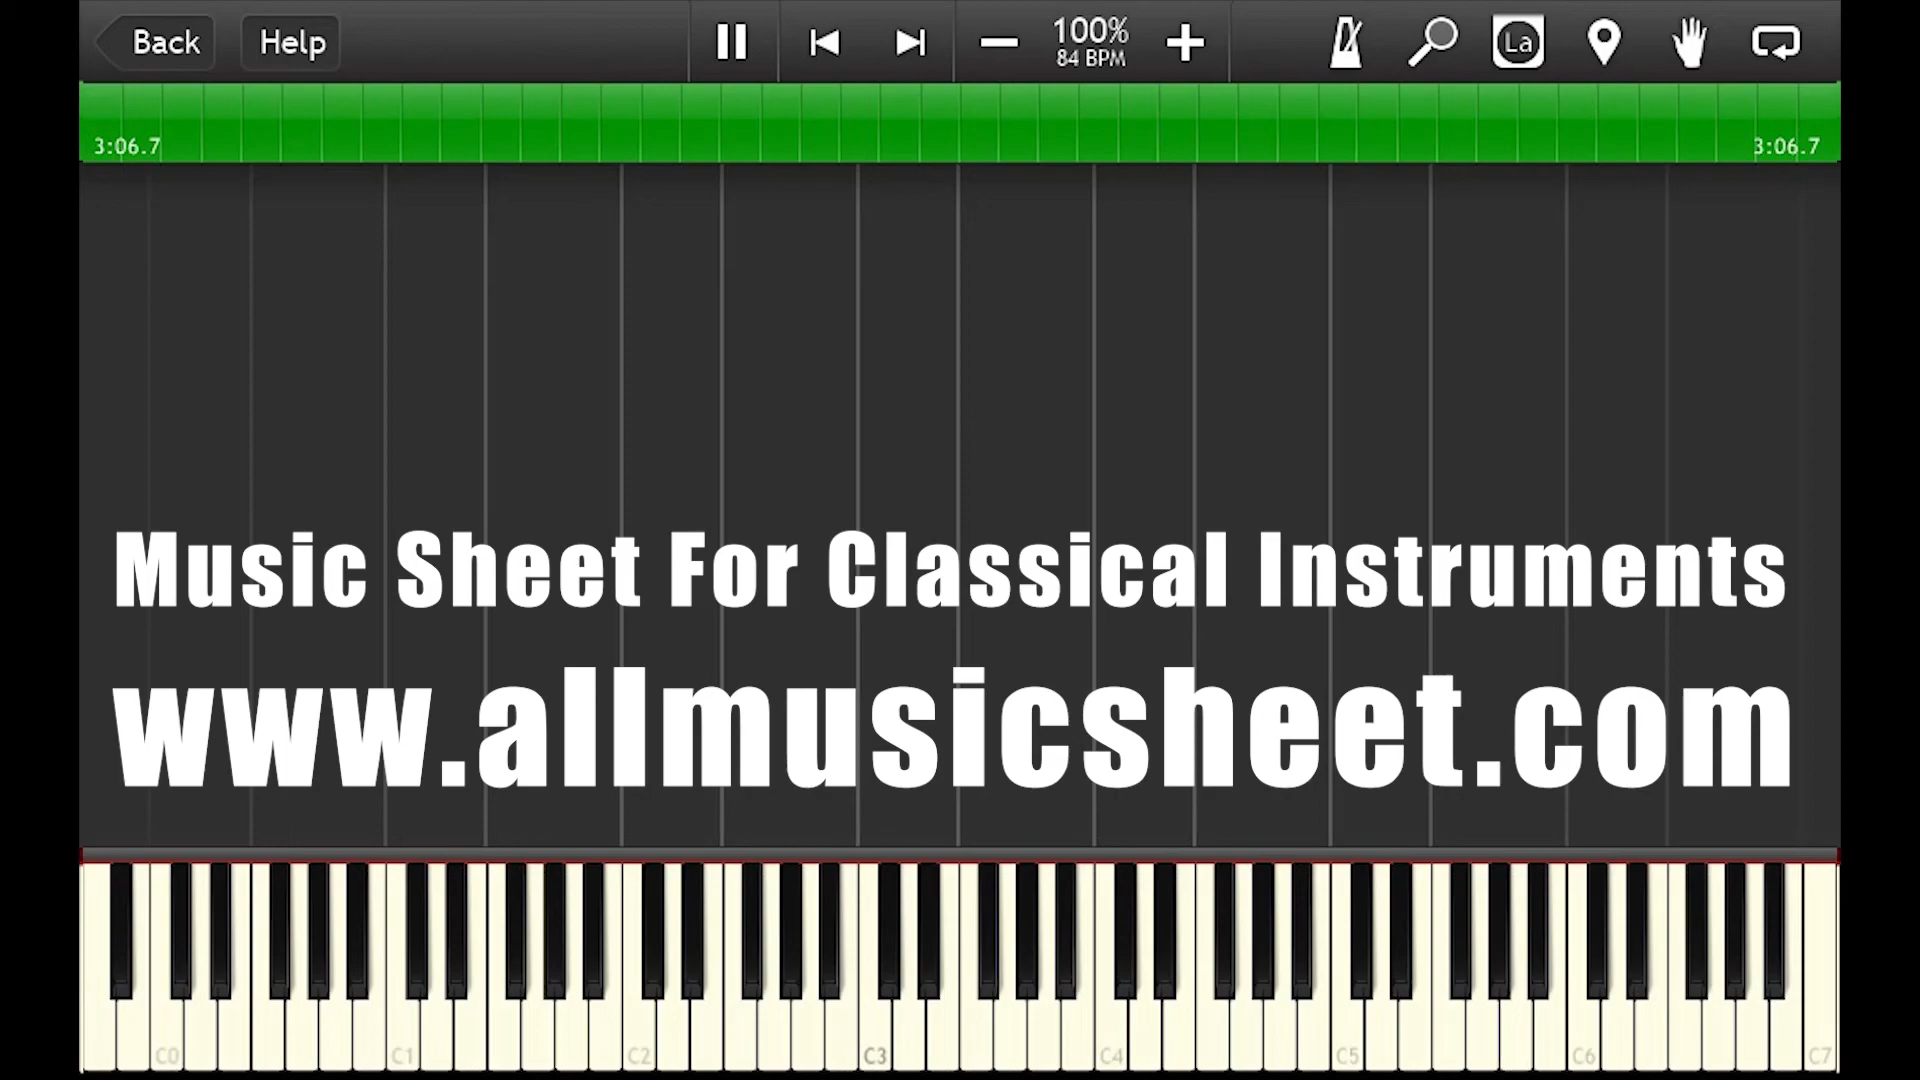 Back Help 100% La
84 BPM
3:06.7 3:06.7
Music Sheet For Classical Instruments
www.allmusicsheet.com
C0 C1 C2 C3 C4 C5 C6 C7